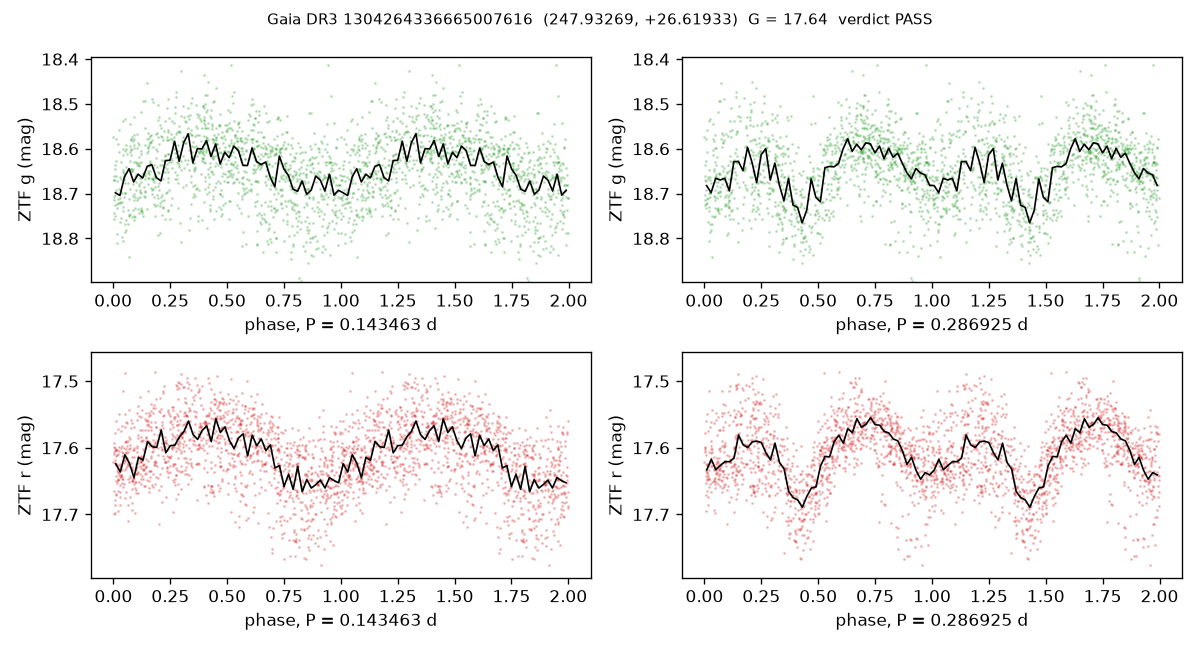 Gaia DR3 1304264336665007616 (247.93269, +26.61933) G = 17.64 verdict PASS
18.4
18.5
18.6
18.7
18.8
ZTF g (mag)
0.00 0.25 0.50 0.75 1.00 1.25 1.50 1.75 2.00
phase, P = 0.143463 d
18.4
18.5
18.6
18.7
18.8
ZTF g (mag)
0.00 0.25 0.50 0.75 1.00 1.25 1.50 1.75 2.00
phase, P = 0.286925 d
17.5
17.6
17.7
ZTF r (mag)
0.00 0.25 0.50 0.75 1.00 1.25 1.50 1.75 2.00
phase, P = 0.143463 d
17.5
17.6
17.7
ZTF r (mag)
0.00 0.25 0.50 0.75 1.00 1.25 1.50 1.75 2.00
phase, P = 0.286925 d